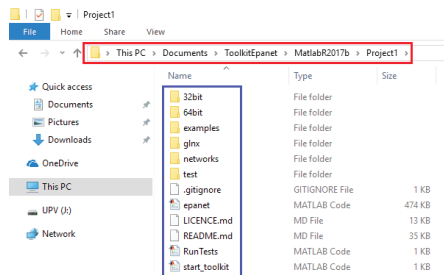 Project1
File Home Share View
This PC > Documents > ToolkitEpanet > MatlabR2017b > Project1 >
Name Type Size
Quick access
Documents
Pictures
Downloads
OneDrive
This PC
UPV (J:)
Network
32bit File folder
64bit File folder
examples File folder
glnx File folder
networks File folder
test File folder
.gitignore GITIGNORE File 1 KB
epanet MATLAB Code 474 KB
LICENCE.md MD File 13 KB
README.md MD File 35 KB
RunTests MATLAB Code 1 KB
start_toolkit MATLAB Code 1 KB